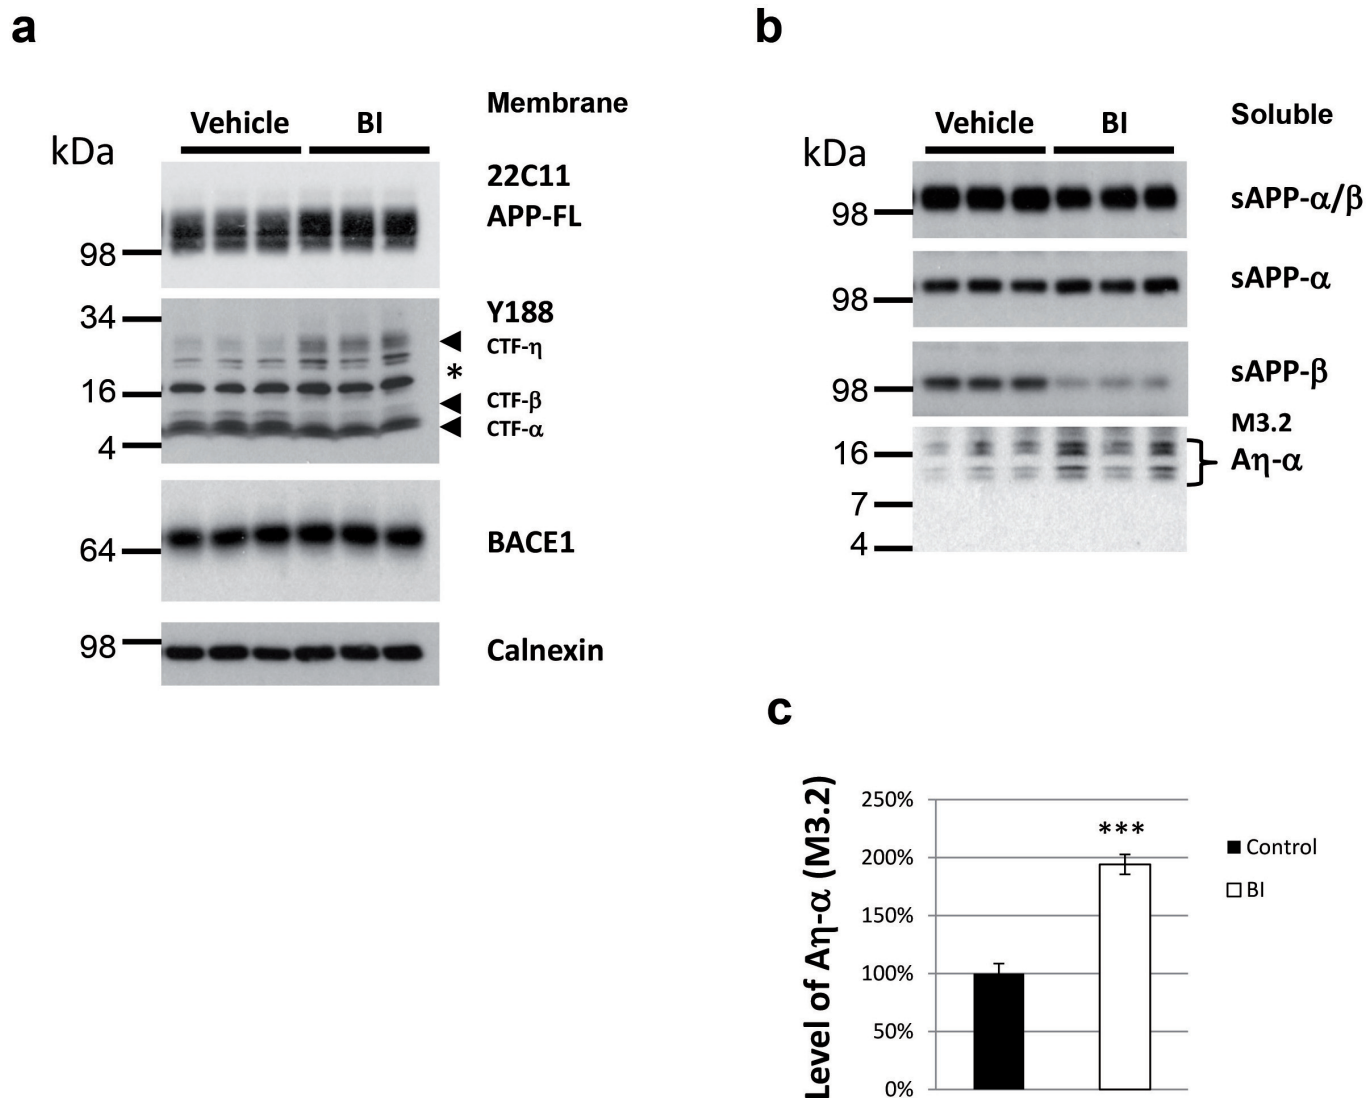 a
Vehicle BI
Membrane
kDa
22C11
APP-FL
98
34
Y188
CTF-η
*
16
CTF-β
CTF-α
4
BACE1
64
98
Calnexin
b
Vehicle BI
Soluble
kDa
sAPP-α/β
98
sAPP-α
98
sAPP-β
98
M3.2
16
Aη-α
7
4
c
Level of Aη-α (M3.2)
250%
200%
150%
100%
50%
0%
***
Control
BI